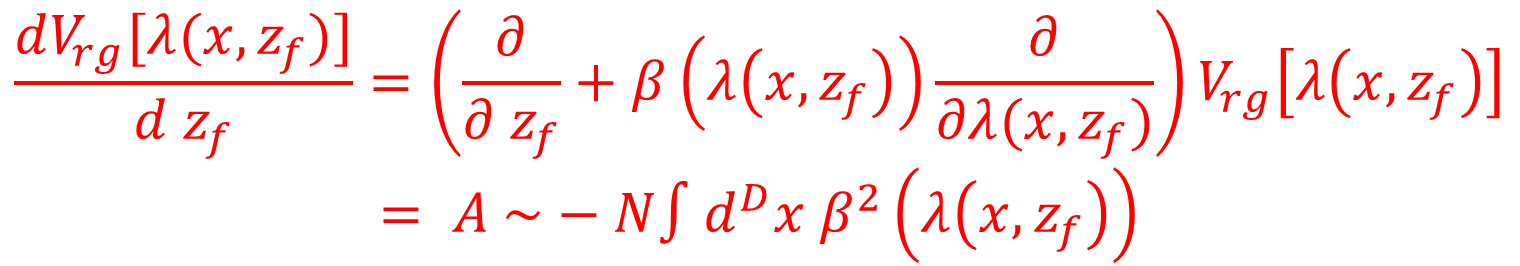 dV_{rg}[λ(x, z_f)] / d z_f = (∂ / ∂ z_f + β(λ(x, z_f)) ∂ / ∂λ(x, z_f)) V_{rg}[λ(x, z_f)]
= A ~ − N∫ d^D x β^2(λ(x, z_f))